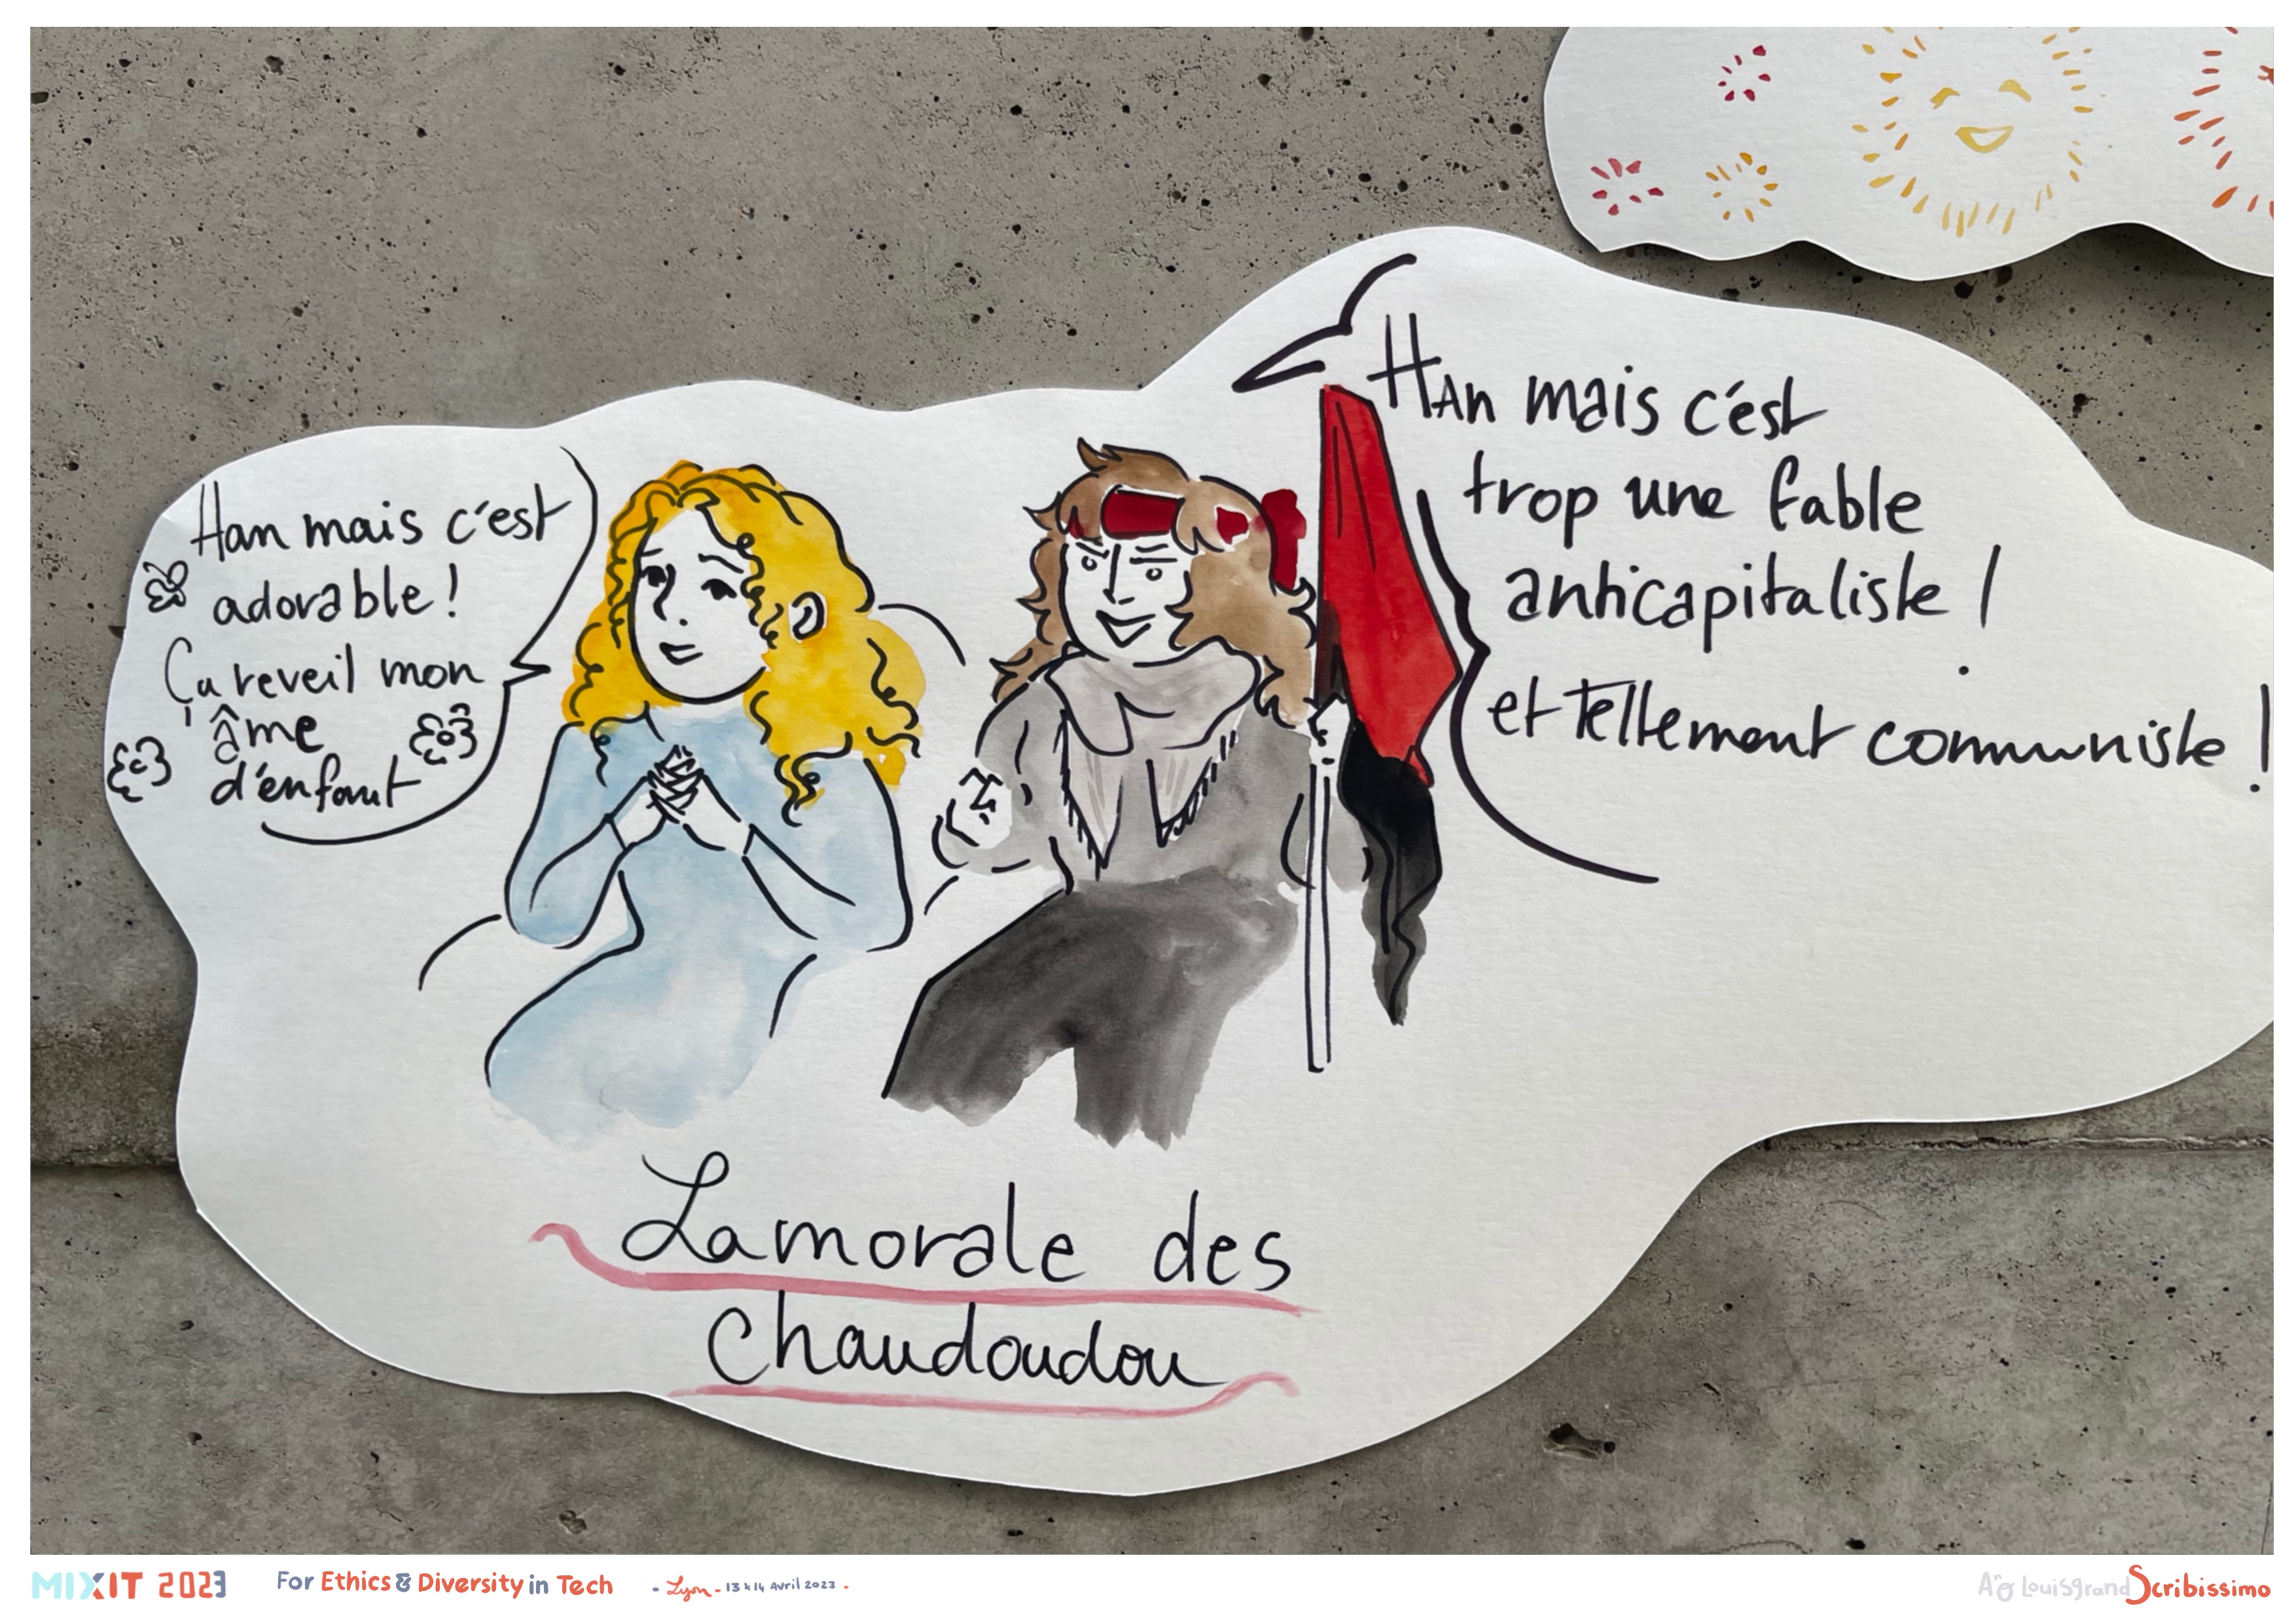 Han mais c'est
adorable !
Ça reveil mon
âme
d'enfant
HAn mais c'est
trop une fable
anticapitaliste !
et Tellement communiste !
La morale des
Chaudoudou
MIXIT 2023
For Ethics & Diversity in Tech
- Lyon - 13 & 14 Avril 2023 -
Louisgrand Scribissimo